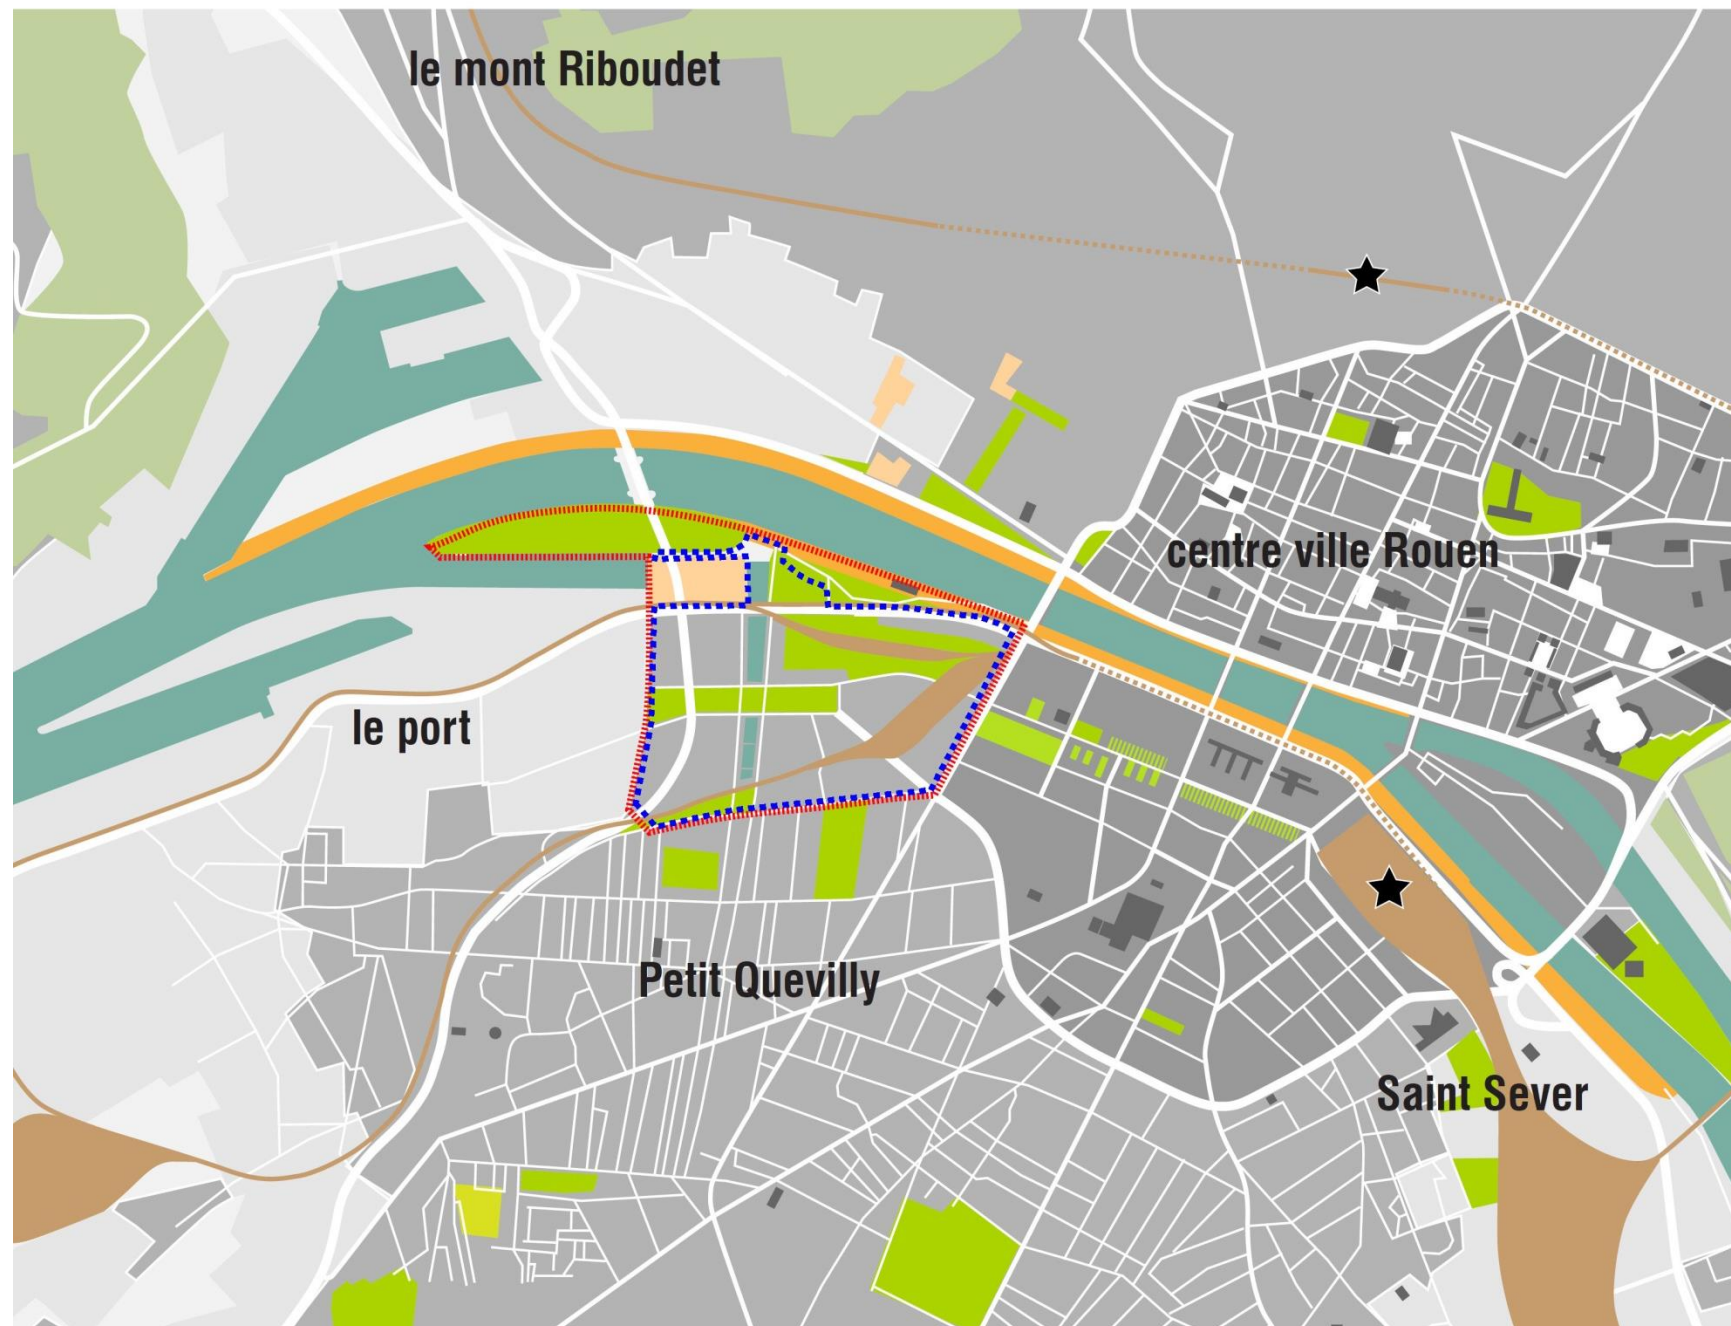 le mont Riboudet
centre ville Rouen
le port
Petit Quevilly
Saint Sever